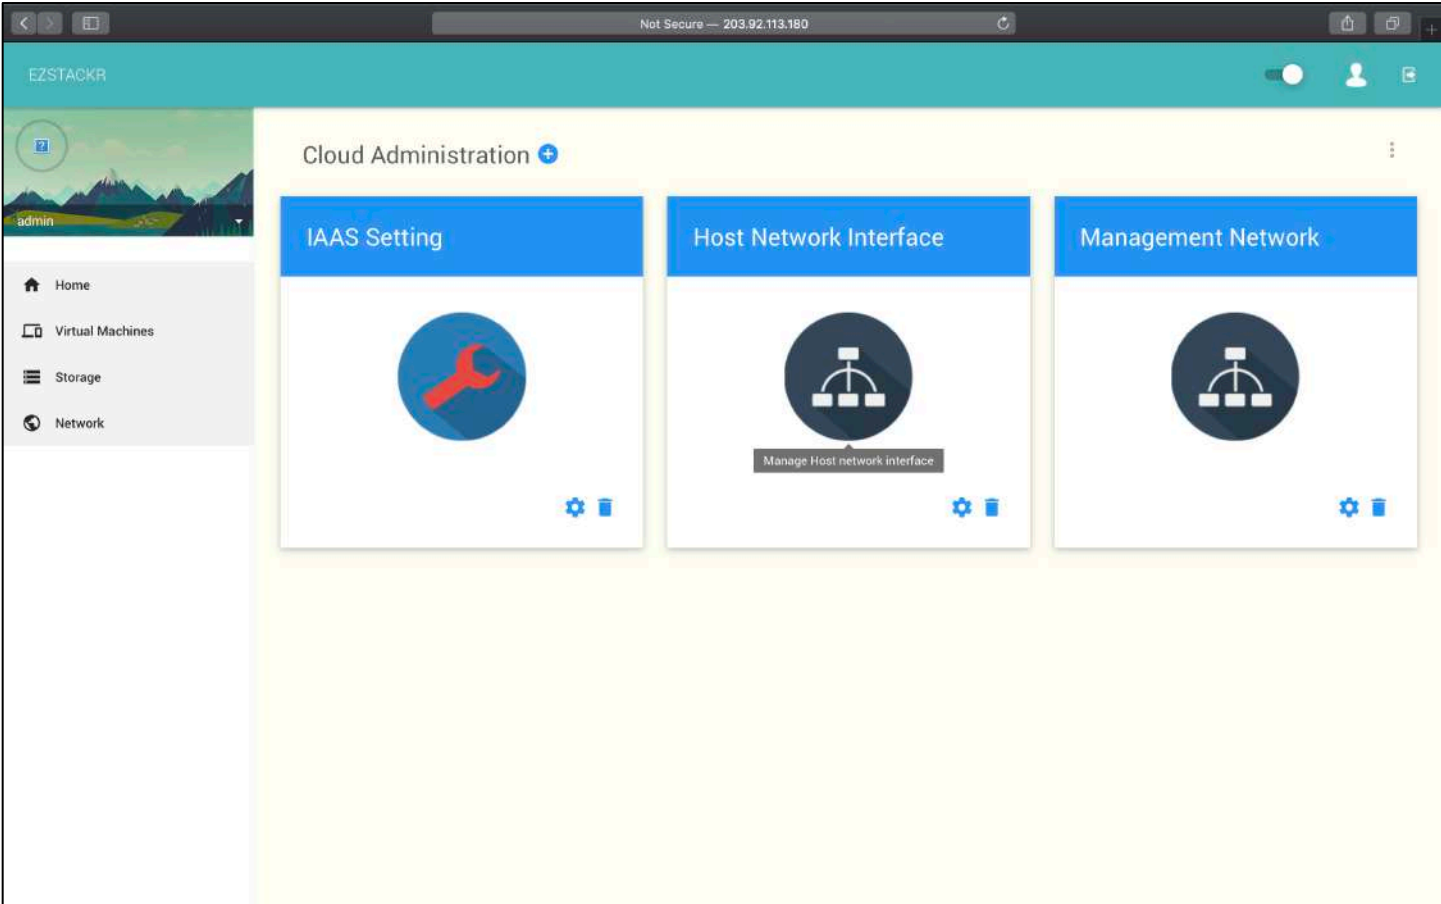 Not Secure — 203.92.113.180
EZSTACKR
admin
Home
Virtual Machines
Storage
Network
Cloud Administration
IAAS Setting
Host Network Interface
Manage Host network interface
Management Network